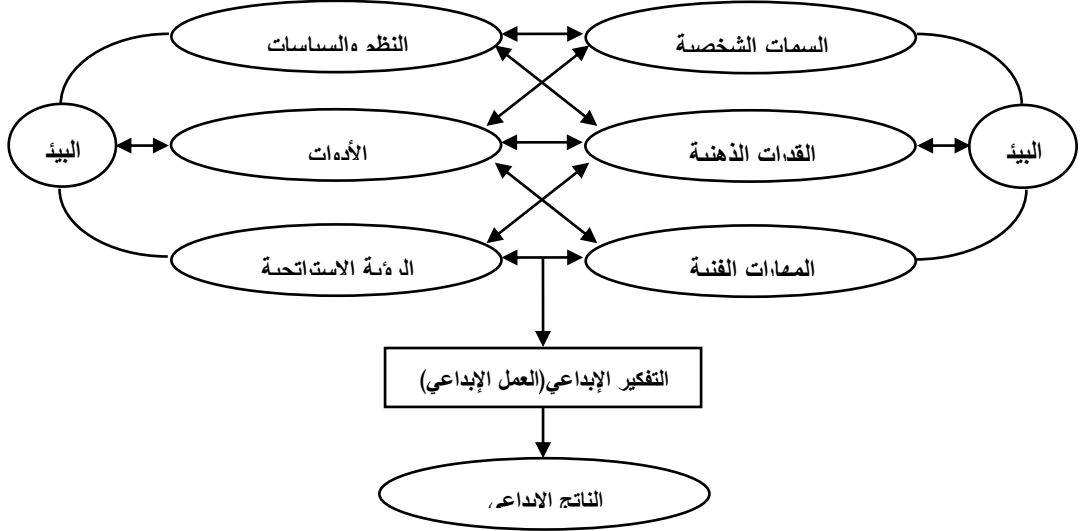 السمات الشخصية
النظم والسياسات
البيئ
القدرات الذهنية
الأدوات
البيئ
المهارات الفنية
الرؤية الاستراتيجية
التفكير الإبداعي(العمل الإبداعي)
الناتج الإبداعي